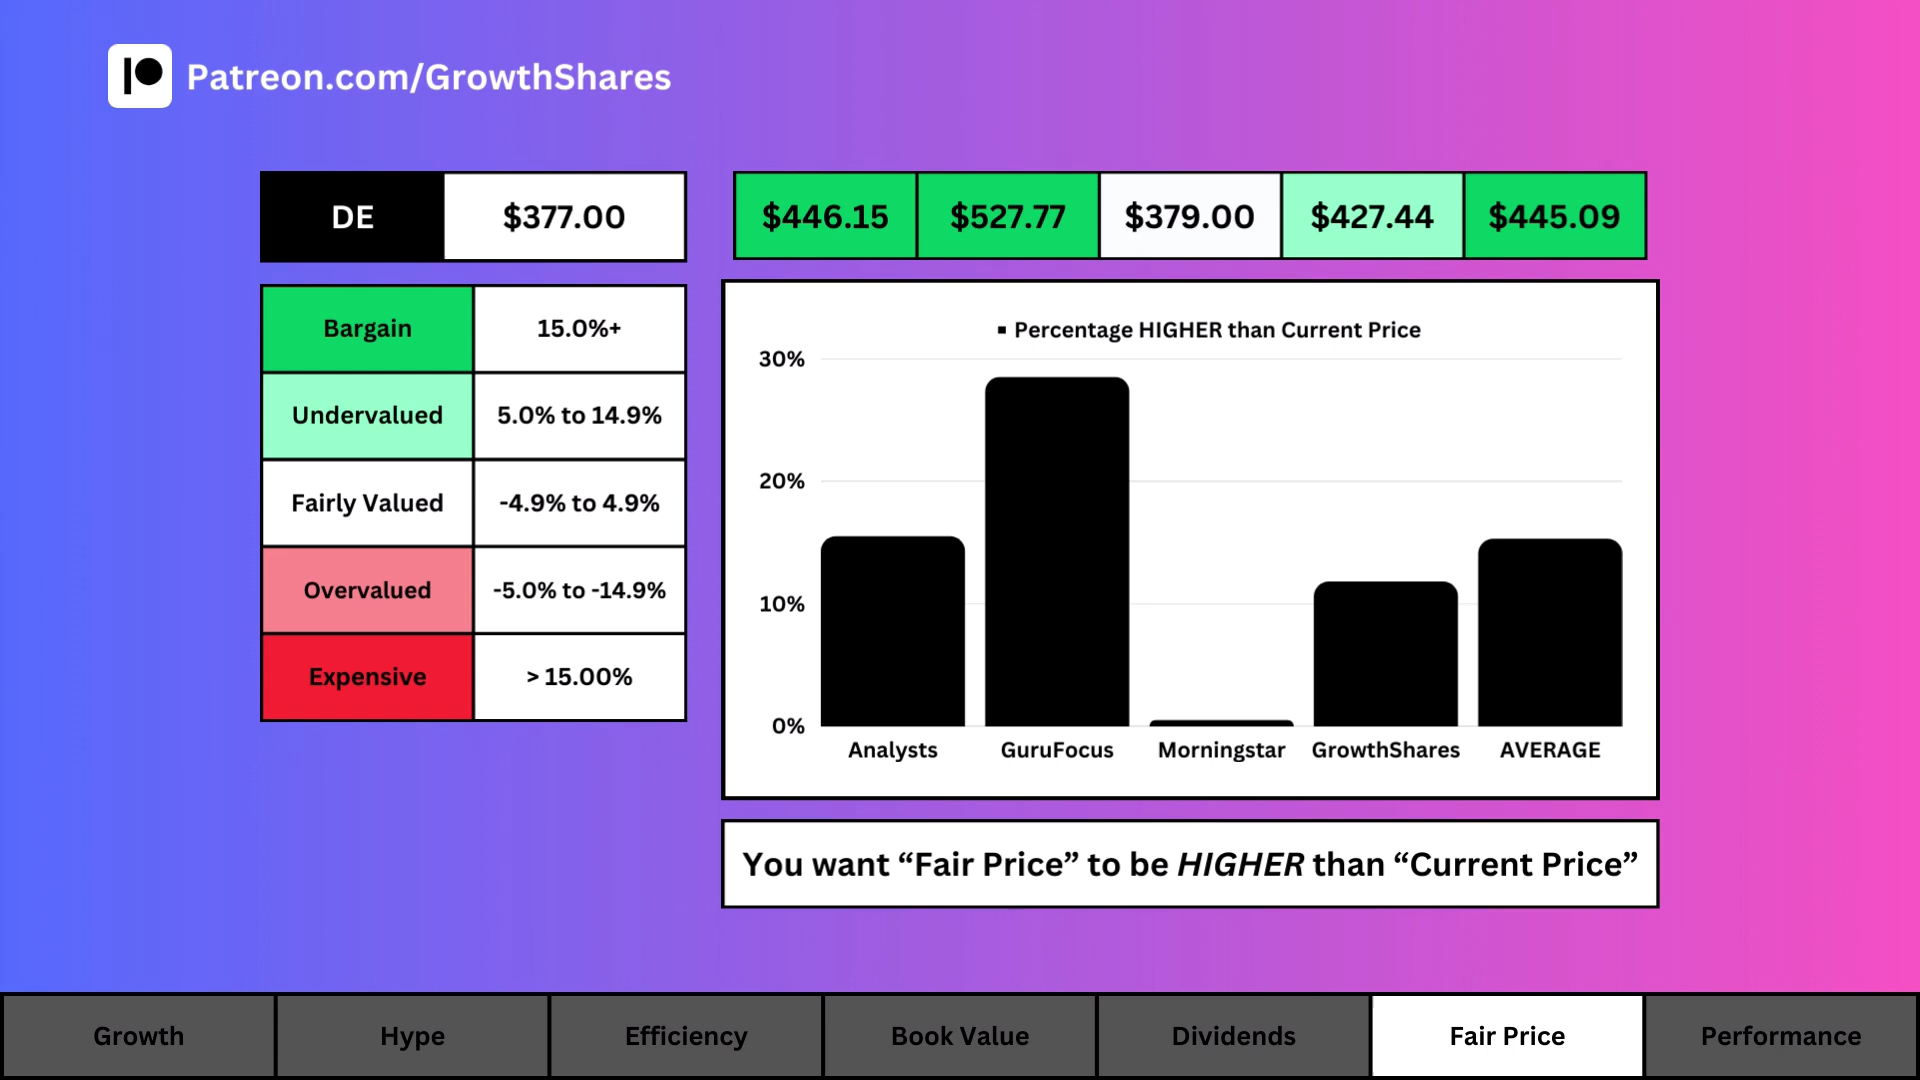 Patreon.com/GrowthShares
DE $377.00
$446.15 $527.77 $379.00 $427.44 $445.09
Bargain 15.0%+
Undervalued 5.0% to 14.9%
Fairly Valued -4.9% to 4.9%
Overvalued -5.0% to -14.9%
Expensive > 15.00%
Percentage HIGHER than Current Price
30%
20%
10%
0%
Analysts GuruFocus Morningstar GrowthShares AVERAGE
You want “Fair Price” to be HIGHER than “Current Price”
Growth Hype Efficiency Book Value Dividends Fair Price Performance